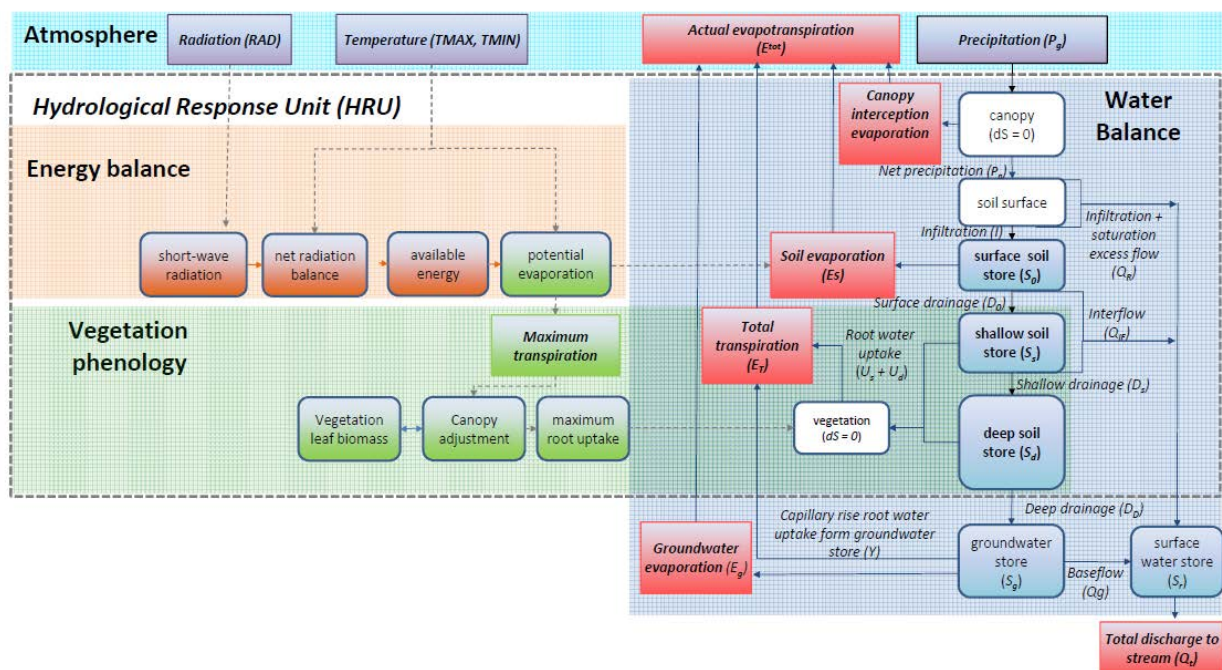 Atmosphere
Radiation (RAD)
Temperature (TMAX, TMIN)
Actual evapotranspiration
(E^tot)
Precipitation (P_g)
Hydrological Response Unit (HRU)
Canopy
interception
evaporation
canopy
(dS = 0)
Water
Balance
Energy balance
Net precipitation (P_n)
soil surface
Infiltration (I)
Infiltration +
saturation
excess flow
(Q_R)
short-wave
radiation
net radiation
balance
available
energy
potential
evaporation
Soil evaporation
(Es)
surface soil
store (S_0)
Surface drainage (D_0)
Vegetation
phenology
Maximum
transpiration
Total
transpiration
(E_T)
Root water
uptake
(U_s + U_d)
shallow soil
store (S_s)
Interflow
(Q_IF)
Shallow drainage (D_s)
Vegetation
leaf biomass
Canopy
adjustment
maximum
root uptake
vegetation
(dS = 0)
deep soil
store (S_d)
Deep drainage (D_D)
Capillary rise root water
uptake form groundwater
store (Y)
Groundwater
evaporation (E_g)
groundwater
store
(S_g)
Baseflow
(Qg)
surface
water store
(S_r)
Total discharge to
stream (Q_t)